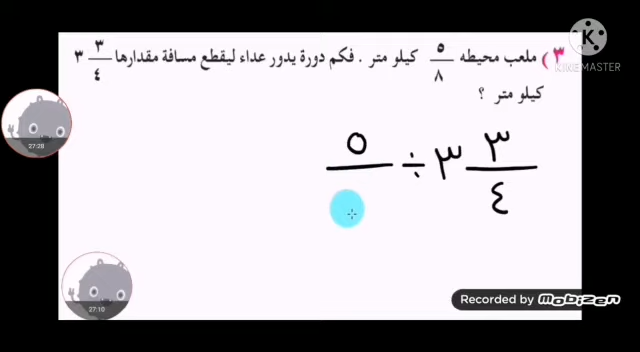 KINEMASTER
٣) ملعب محيطه ٥/٨ كيلو متر . فكم دورة يدور عداء ليقطع مسافة مقدارها ٣ ٣/٤
كيلو متر ؟
٣ ٣/٤ ÷ ٥/
27:28
27:10
Recorded by MOBIZEN